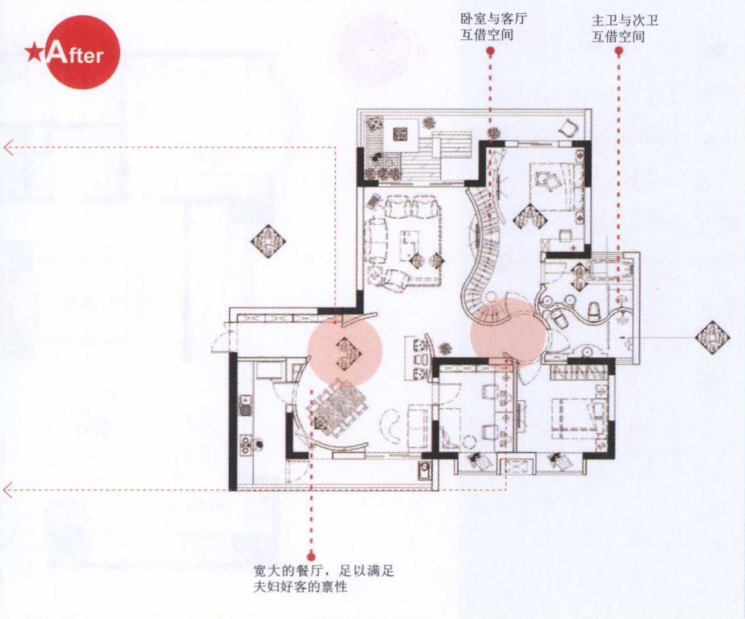 After
卧室与客厅
互借空间
主卫与次卫
互借空间
宽大的餐厅，足以满足
夫妇好客的禀性